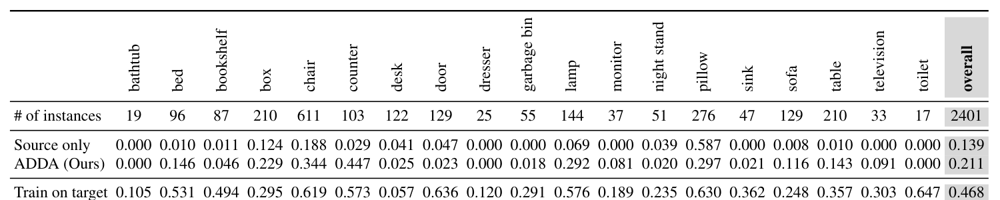 bathtub bed bookshelf box chair counter desk door dresser garbage bin lamp monitor night stand pillow sink sofa table television toilet overall
# of instances 19 96 87 210 611 103 122 129 25 55 144 37 51 276 47 129 210 33 17 2401
Source only 0.000 0.010 0.011 0.124 0.188 0.029 0.041 0.047 0.000 0.000 0.069 0.000 0.039 0.587 0.000 0.008 0.010 0.000 0.000 0.139
ADDA (Ours) 0.000 0.146 0.046 0.229 0.344 0.447 0.025 0.023 0.000 0.018 0.292 0.081 0.020 0.297 0.021 0.116 0.143 0.091 0.000 0.211
Train on target 0.105 0.531 0.494 0.295 0.619 0.573 0.057 0.636 0.120 0.291 0.576 0.189 0.235 0.630 0.362 0.248 0.357 0.303 0.647 0.468